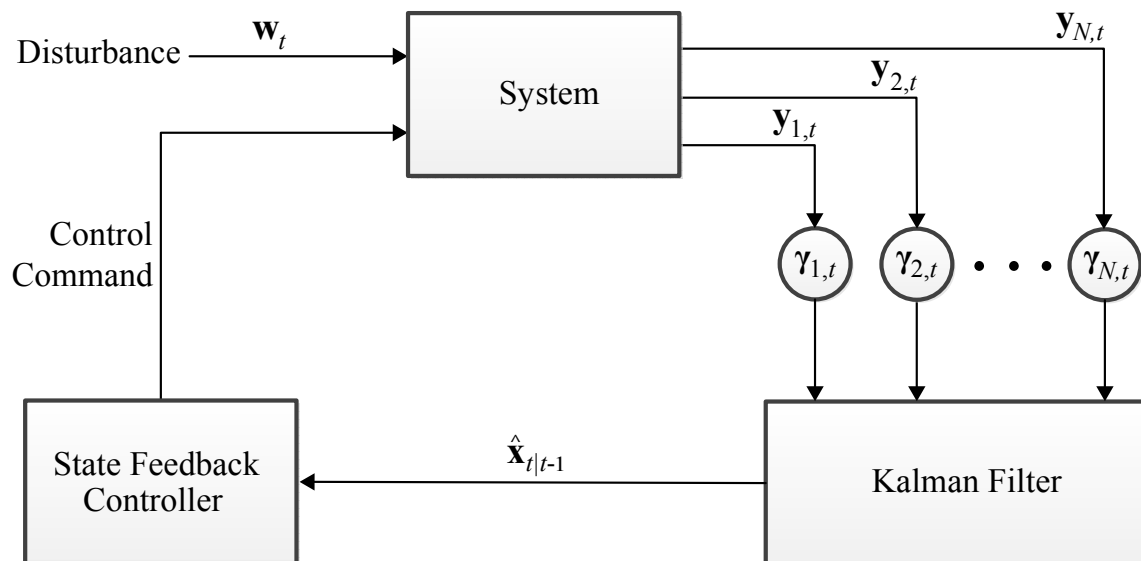 𝐰ₜ
Disturbance
System
𝐲_{N,t}
𝐲_{2,t}
𝐲_{1,t}
Control
Command
γ_{1,t}
γ_{2,t}
• • •
γ_{N,t}
State Feedback
Controller
x̂_{t|t-1}
Kalman Filter